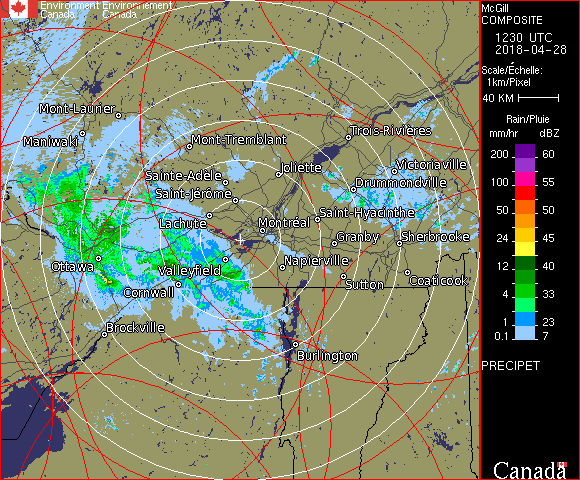 Environment Environnement
Canada Canada
McGill
COMPOSITE
1230 UTC
2018-04-28
Scale/Échelle:
1km/Pixel
40 KM
Rain/Pluie
mm/hr dBZ
200 60
100 55
50 50
24 45
12 40
4 33
1 23
0.1 7
PRECIPET
Canada
Mont-Laurier
Maniwaki
Mont-Tremblant
Trois-Rivières
Joliette
Victoriaville
Sainte-Adèle
Drummondville
Saint-Jérôme
Saint-Hyacinthe
Lachute
Montréal
Granby
Sherbrooke
Ottawa
Valleyfield
Napierville
Sutton
Coaticook
Cornwall
Brockville
Burlington